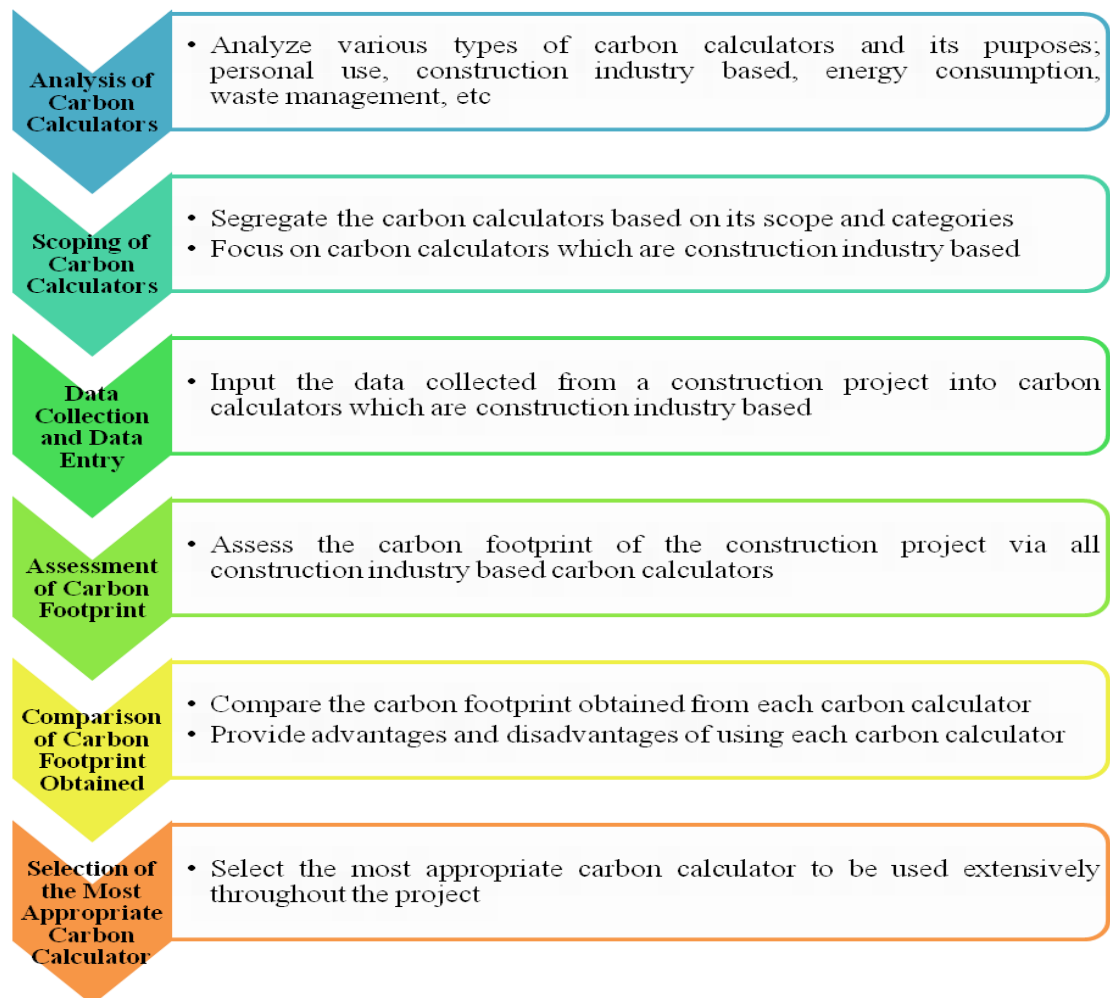 Analysis of
Carbon
Calculators
• Analyze various types of carbon calculators and its purposes;
personal use, construction industry based, energy consumption,
waste management, etc
Scoping of
Carbon
Calculators
• Segregate the carbon calculators based on its scope and categories
• Focus on carbon calculators which are construction industry based
Data
Collection
and Data
Entry
• Input the data collected from a construction project into carbon
calculators which are construction industry based
Assessment
of Carbon
Footprint
• Assess the carbon footprint of the construction project via all
construction industry based carbon calculators
Comparison
of Carbon
Footprint
Obtained
• Compare the carbon footprint obtained from each carbon calculator
• Provide advantages and disadvantages of using each carbon calculator
Selection of
the Most
Appropriate
Carbon
Calculator
• Select the most appropriate carbon calculator to be used extensively
throughout the project